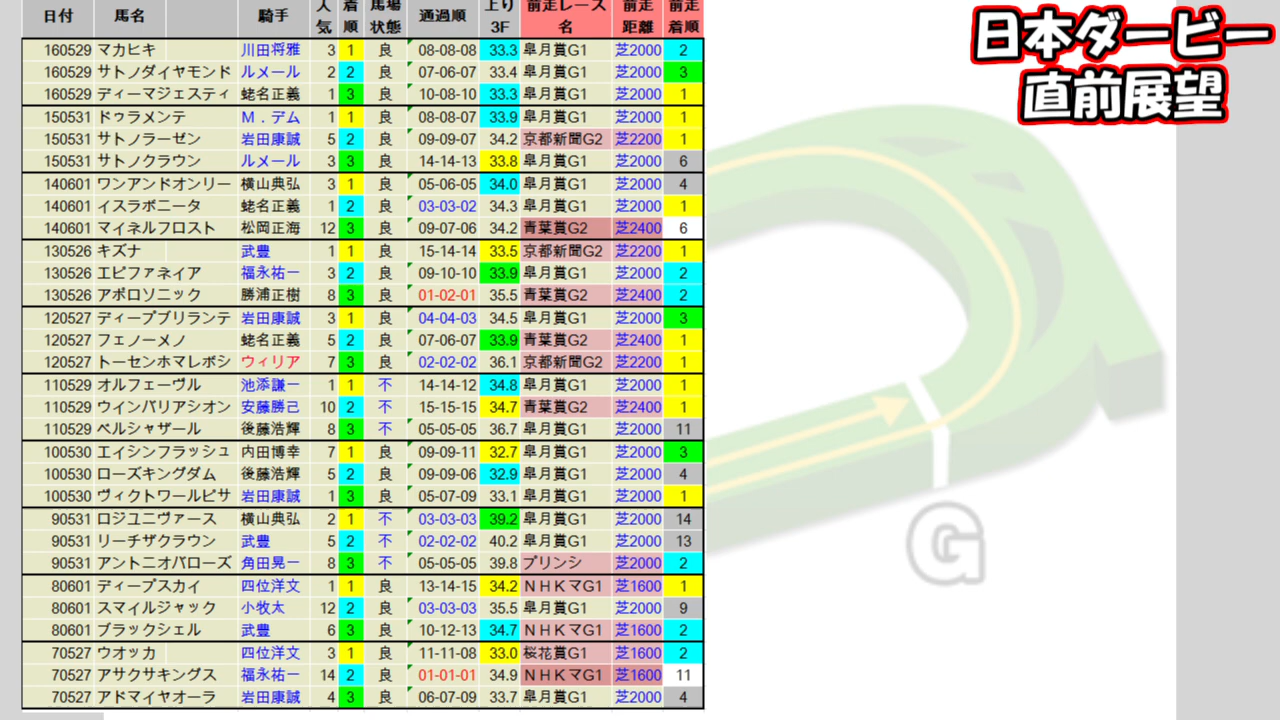 日付 馬名 騎手 人気 着順 馬場状態 通過順 上り3F 前走レース名 前走距離 前走着順
160529 マカヒキ 川田将雅 3 1 良 08-08-08 33.3 皐月賞G1 芝2000 2
160529 サトノダイヤモンド ルメール 2 2 良 07-06-07 33.4 皐月賞G1 芝2000 3
160529 ディーマジェスティ 蛯名正義 1 3 良 10-08-10 33.3 皐月賞G1 芝2000 1
150531 ドゥラメンテ M．デム 1 1 良 08-08-07 33.9 皐月賞G1 芝2000 1
150531 サトノラーゼン 岩田康誠 5 2 良 09-09-07 34.2 京都新聞G2 芝2200 1
150531 サトノクラウン ルメール 3 3 良 14-14-13 33.8 皐月賞G1 芝2000 6
140601 ワンアンドオンリー 横山典弘 3 1 良 05-06-05 34.0 皐月賞G1 芝2000 4
140601 イスラボニータ 蛯名正義 1 2 良 03-03-02 34.3 皐月賞G1 芝2000 1
140601 マイネルフロスト 松岡正海 12 3 良 09-07-06 34.2 青葉賞G2 芝2400 6
130526 キズナ 武豊 1 1 良 15-14-14 33.5 京都新聞G2 芝2200 1
130526 エピファネイア 福永祐一 3 2 良 09-10-10 33.9 皐月賞G1 芝2000 2
130526 アポロソニック 勝浦正樹 8 3 良 01-02-01 35.5 青葉賞G2 芝2400 2
120527 ディープブリランテ 岩田康誠 3 1 良 04-04-03 34.5 皐月賞G1 芝2000 3
120527 フェノーメノ 蛯名正義 5 2 良 07-06-07 33.9 青葉賞G2 芝2400 1
120527 トーセンホマレボシ ウィリア 7 3 良 02-02-02 36.1 京都新聞G2 芝2200 1
110529 オルフェーヴル 池添謙一 1 1 不 14-14-12 34.8 皐月賞G1 芝2000 1
110529 ウインバリアシオン 安藤勝己 10 2 不 15-15-15 34.7 青葉賞G2 芝2400 1
110529 ベルシャザール 後藤浩輝 8 3 不 05-05-05 36.7 皐月賞G1 芝2000 11
100530 エイシンフラッシュ 内田博幸 7 1 良 09-09-11 32.7 皐月賞G1 芝2000 3
100530 ローズキングダム 後藤浩輝 5 2 良 09-09-06 32.9 皐月賞G1 芝2000 4
100530 ヴィクトワールピサ 岩田康誠 1 3 良 05-07-09 33.1 皐月賞G1 芝2000 1
90531 ロジユニヴァース 横山典弘 2 1 不 03-03-03 39.2 皐月賞G1 芝2000 14
90531 リーチザクラウン 武豊 5 2 不 02-02-02 40.2 皐月賞G1 芝2000 13
90531 アントニオバローズ 角田晃一 8 3 不 05-05-05 39.8 プリンシ 芝2000 2
80601 ディープスカイ 四位洋文 1 1 良 13-14-15 34.2 ＮＨＫマG1 芝1600 1
80601 スマイルジャック 小牧太 12 2 良 03-03-03 35.5 皐月賞G1 芝2000 9
80601 ブラックシェル 武豊 6 3 良 10-12-13 34.7 ＮＨＫマG1 芝1600 2
70527 ウオッカ 四位洋文 3 1 良 11-11-08 33.0 桜花賞G1 芝1600 2
70527 アサクサキングス 福永祐一 14 2 良 01-01-01 34.9 ＮＨＫマG1 芝1600 11
70527 アドマイヤオーラ 岩田康誠 4 3 良 06-07-09 33.7 皐月賞G1 芝2000 4
日本ダービー
直前展望
G